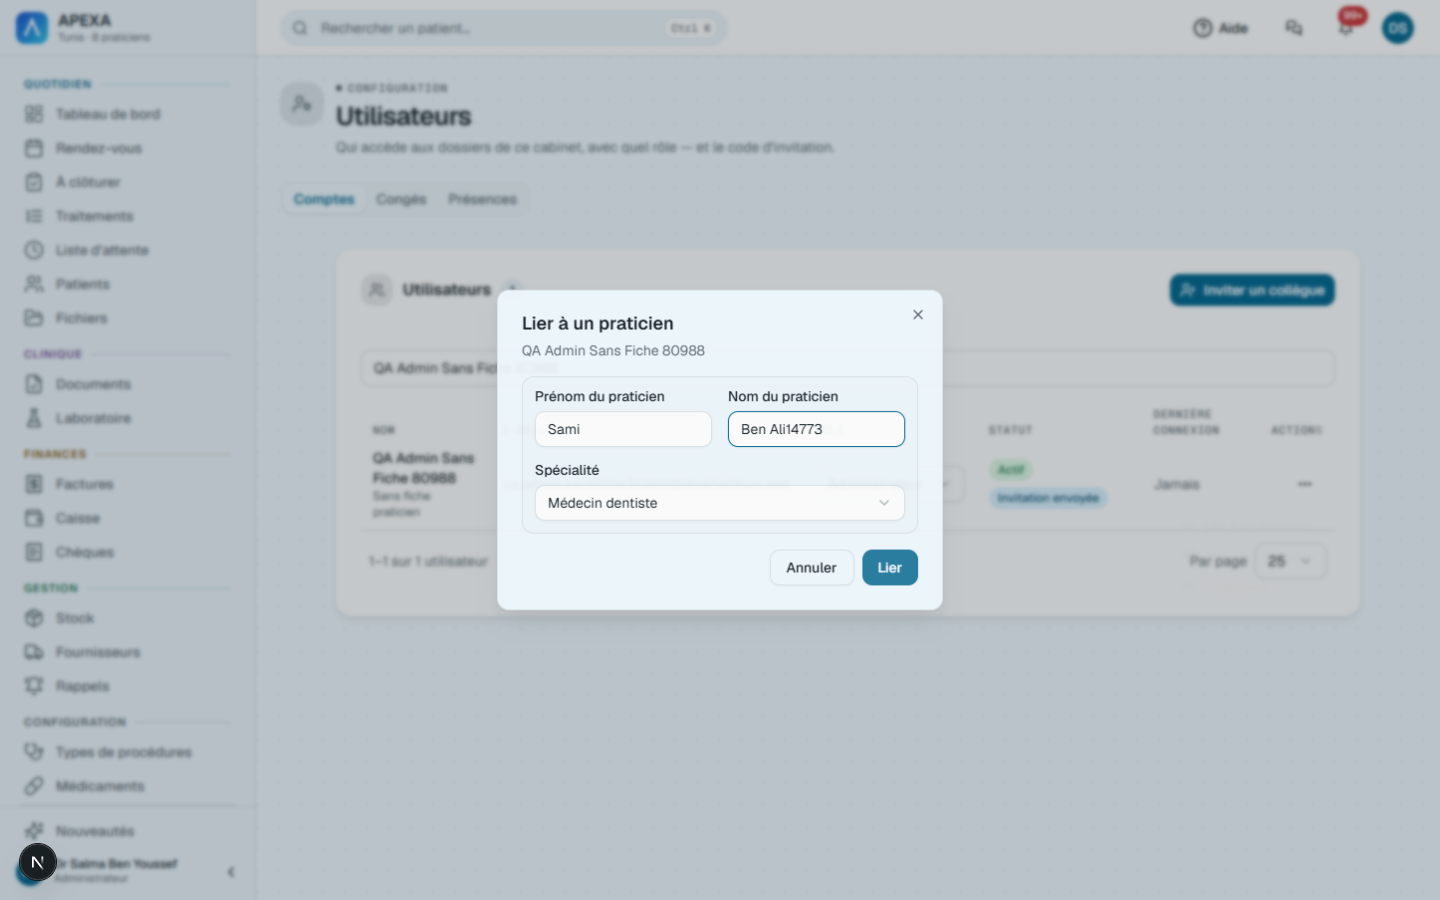 APEXA
Tunis · 8 praticiens
Rechercher un patient...
Ctrl K
Aide
99+
DS
QUOTIDIEN
Tableau de bord
Rendez-vous
À clôturer
Traitements
Liste d'attente
Patients
Fichiers
CLINIQUE
Documents
Laboratoire
FINANCES
Factures
Caisse
Chèques
GESTION
Stock
Fournisseurs
Rappels
CONFIGURATION
Types de procédures
Médicaments
Nouveautés
N
Dr Salma Ben Youssef
Administrateur
CONFIGURATION
Utilisateurs
Qui accède aux dossiers de ce cabinet, avec quel rôle — et le code d'invitation.
Comptes
Congés
Présences
Utilisateurs
Inviter un collègue
QA Admin Sans Fiche
NOM
STATUT
DERNIÈRE
CONNEXION
ACTIONS
QA Admin Sans
Fiche 80988
Sans fiche
praticien
Actif
Invitation envoyée
Jamais
1–1 sur 1 utilisateur
Par page
25
Lier à un praticien
QA Admin Sans Fiche 80988
Prénom du praticien
Nom du praticien
Sami
Ben Ali14773
Spécialité
Médecin dentiste
Annuler
Lier